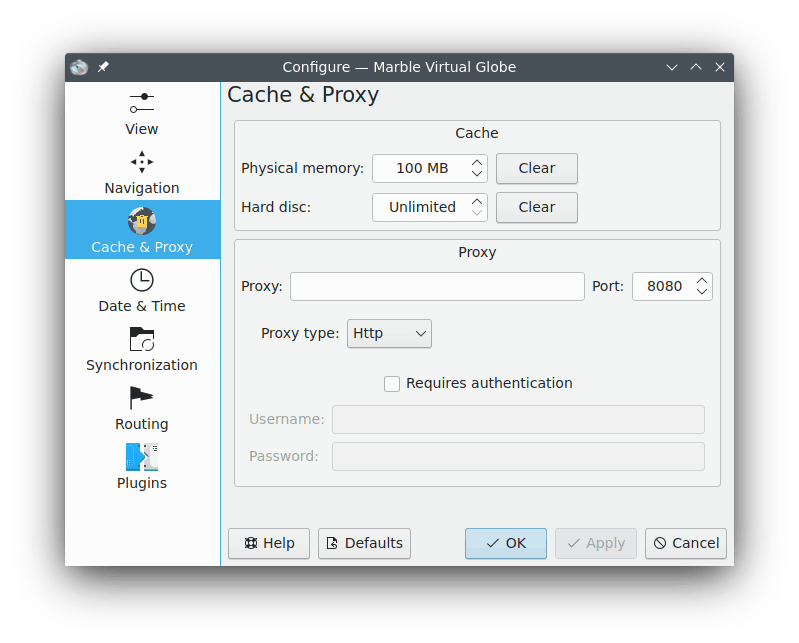 Configure — Marble Virtual Globe
View
Navigation
Cache & Proxy
Date & Time
Synchronization
Routing
Plugins
Cache & Proxy
Cache
Physical memory: 100 MB Clear
Hard disc: Unlimited Clear
Proxy
Proxy: Port: 8080
Proxy type: Http
Requires authentication
Username:
Password:
Help Defaults OK Apply Cancel